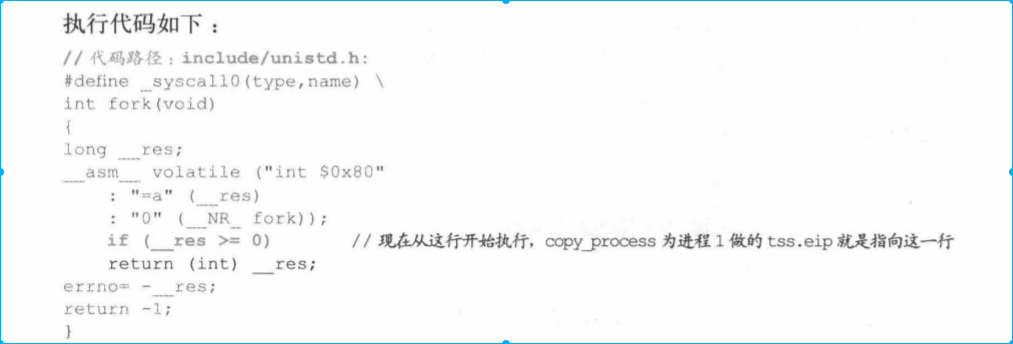 执行代码如下：
// 代码路径：include/unistd.h:
#define _syscall0(type,name) \
int fork(void)
{
long __res;
__asm__ volatile ("int $0x80"
: "=a" (__res)
: "0" (__NR_ fork));
if (__res >= 0) // 现在从这行开始执行，copy_process 为进程 1 做的 tss.eip 就是指向这一行
return (int) __res;
errno= -__res;
return -1;
}